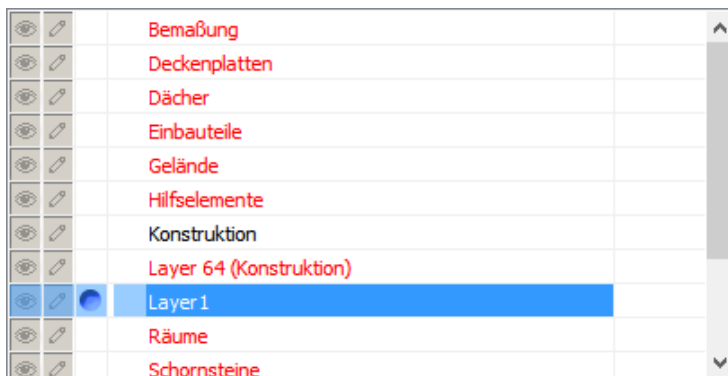 Bemaßung
Deckenplatten
Dächer
Einbauteile
Gelände
Hilfselemente
Konstruktion
Layer 64 (Konstruktion)
Layer1
Räume
Schornsteine